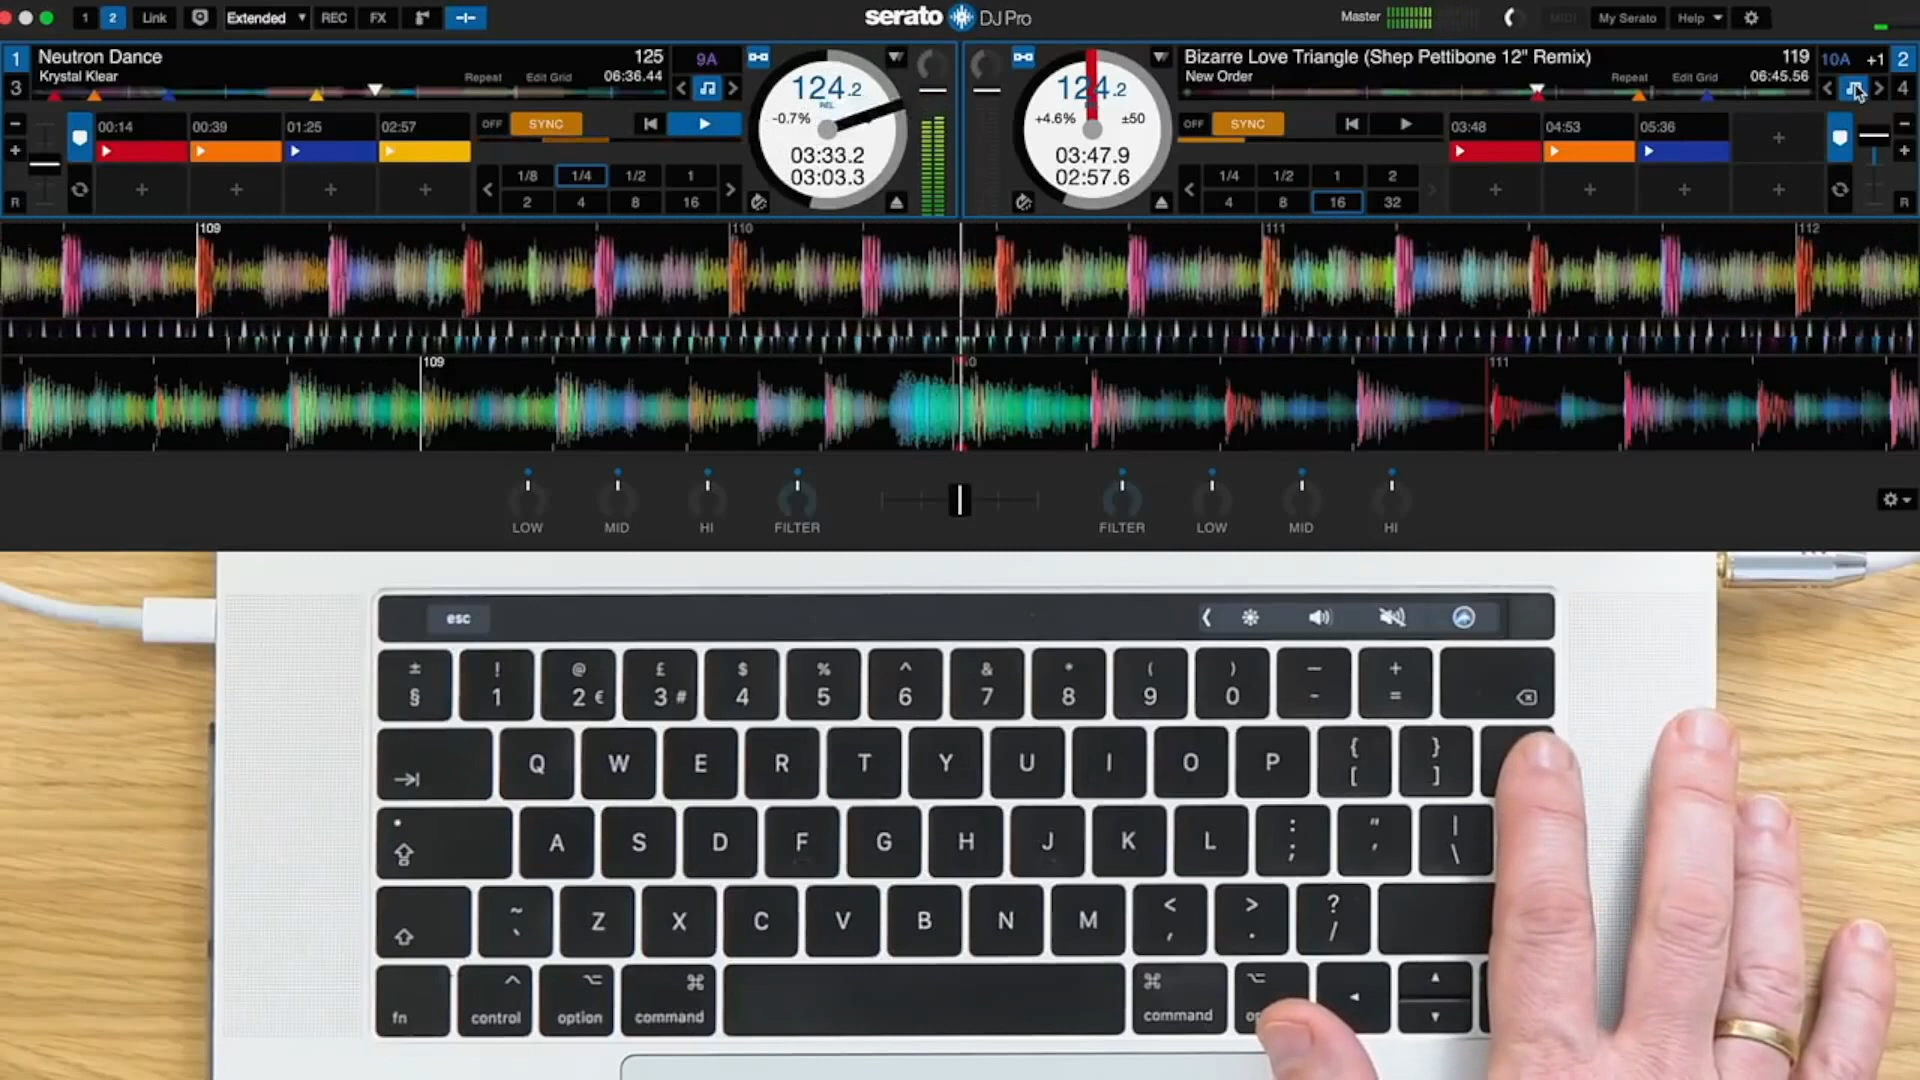 1 2 Link Extended REC FX serato DJ Pro Master MIDI My Serato Help
1 Neutron Dance 125 9A
3 Krystal Klear Repeat Edit Grid 06:36.44
00:14 00:39 01:25 02:57 OFF SYNC
1/8 1/4 1/2 1
2 4 8 16
R
124.2
REL
-0.7%
03:33.2
03:03.3
Bizarre Love Triangle (Shep Pettibone 12" Remix) 119 10A +1 2
New Order Repeat Edit Grid 06:45.56 4
124.2
+4.6% ±50
03:47.9
02:57.6
OFF SYNC 03:48 04:53 05:36
1/4 1/2 1 2
4 8 16 32
R
109 110 111 112
109 111
LOW MID HI FILTER FILTER LOW MID HI
esc
± ! @ £ $ % ^ & * ( ) — +
§ 1 2 € 3 # 4 5 6 7 8 9 0 - =
Q W E R T Y U I O P { [ } ]
A S D F G H J K L : ; " ' | \
~ ` Z X C V B N M < , > . ? /
fn control option command command